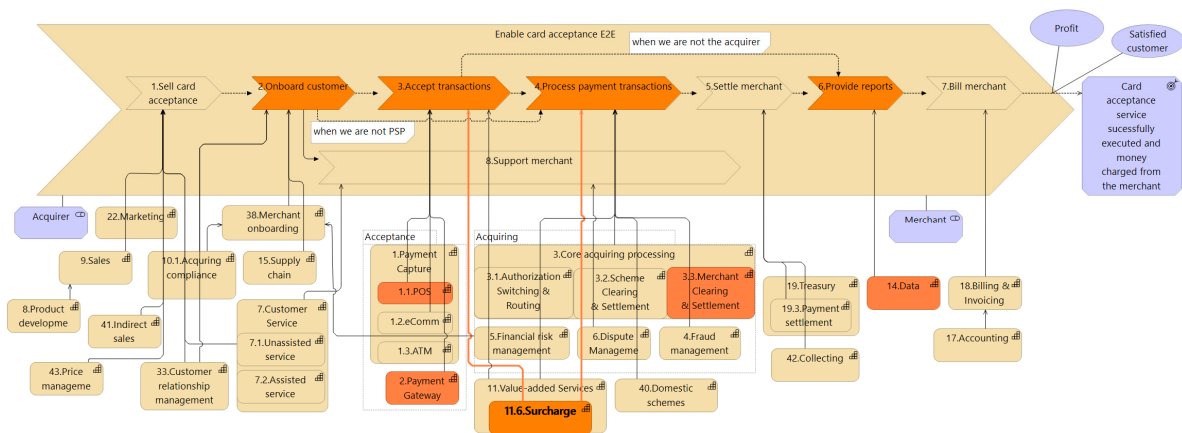 Enable card acceptance E2E
when we are not the acquirer
Profit
Satisfied
customer
1.Sell card
acceptance
2.Onboard customer
3.Accept transactions
4.Process payment transactions
5.Settle merchant
6.Provide reports
7.Bill merchant
Card
acceptance
service
sucessfully
executed and
money
charged from
the merchant
when we are not PSP
8.Support merchant
Acquirer
22.Marketing
38.Merchant
onboarding
Merchant
Acceptance
Acquiring
9.Sales
10.1.Acquring
compliance
15.Supply
chain
1.Payment
Capture
1.1.POS
1.2.eComm
1.3.ATM
2.Payment
Gateway
3.Core acquiring processing
3.1.Authorization
Switching &
Routing
3.2.Scheme
Clearing
& Settlement
3.3.Merchant
Clearing
& Settlement
19.Treasury
19.3.Payment
settlement
14.Data
18.Billing &
Invoicing
8.Product
developme
41.Indirect
sales
7.Customer
Service
7.1.Unassisted
service
7.2.Assisted
service
5.Financial risk
management
6.Dispute
Manageme
4.Fraud
management
17.Accounting
42.Collecting
43.Price
manageme
33.Customer
relationship
management
11.Value-added Services
11.6.Surcharge
40.Domestic
schemes